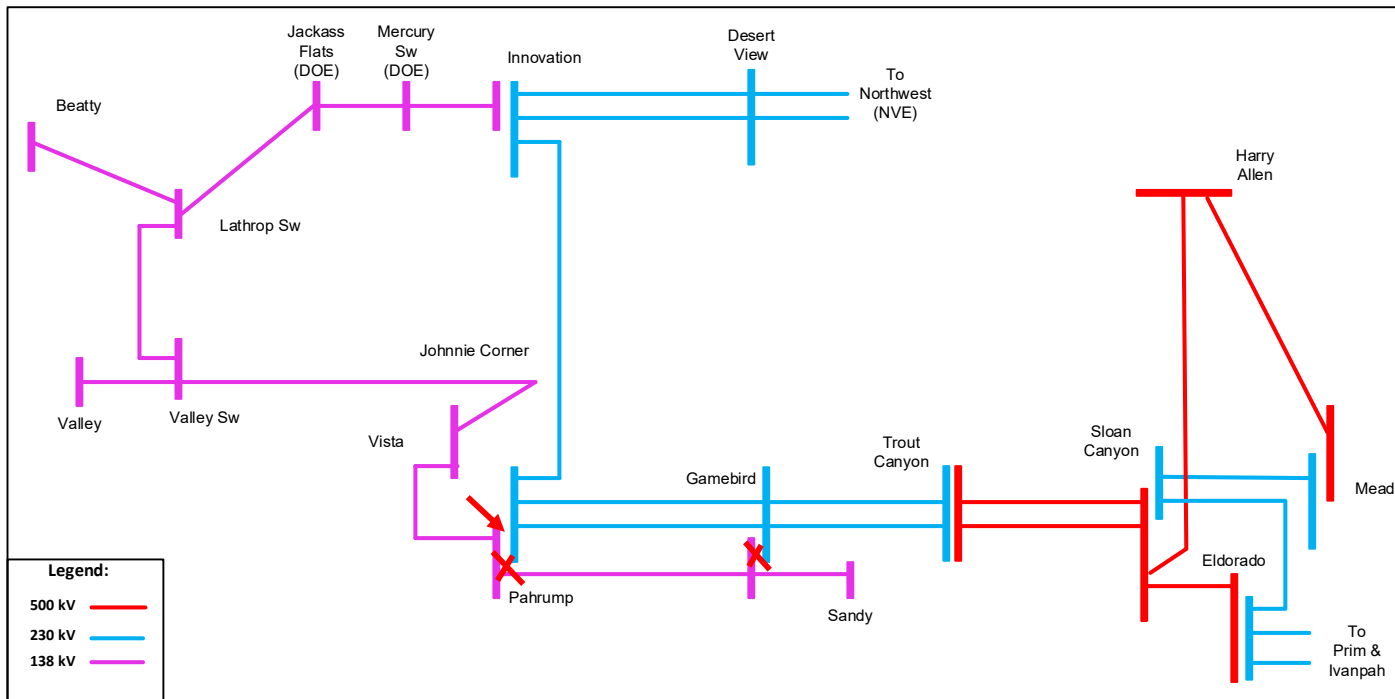 Jackass
Flats
(DOE)
Mercury
Sw
(DOE)
Innovation
Desert
View
To
Northwest
(NVE)
Beatty
Harry
Allen
Lathrop Sw
Johnnie Corner
Valley
Valley Sw
Vista
Gamebird
Trout
Canyon
Sloan
Canyon
Mead
Eldorado
Pahrump
Sandy
To
Prim &
Ivanpah
Legend:
500 kV
230 kV
138 kV